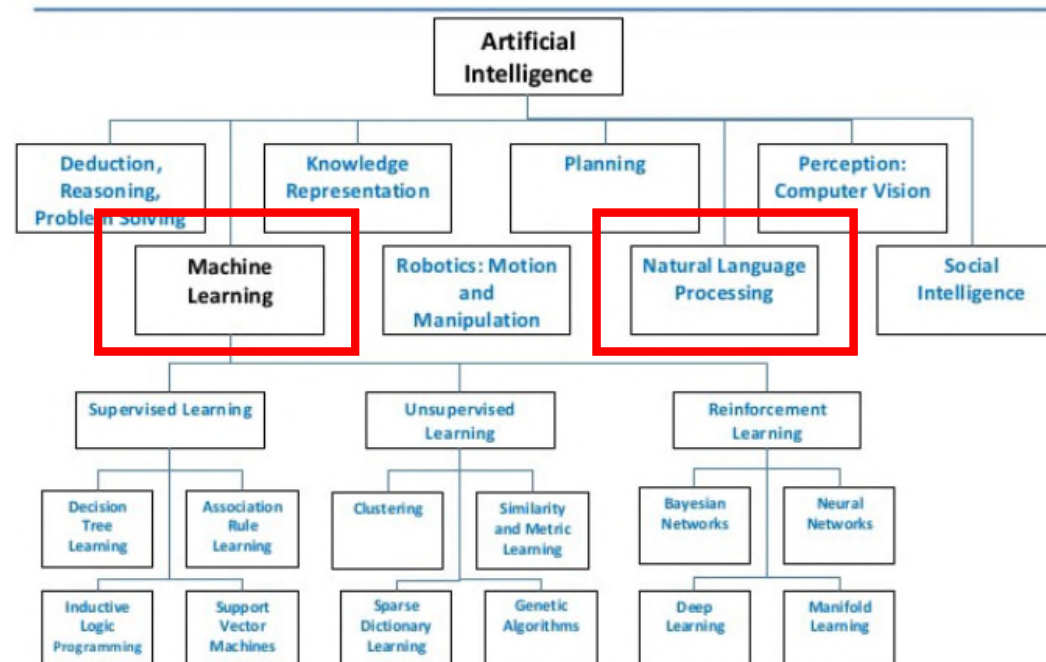 Artificial
Intelligence
Deduction,
Reasoning,
Problem Solving
Knowledge
Representation
Planning
Perception:
Computer Vision
Machine
Learning
Robotics: Motion
and
Manipulation
Natural Language
Processing
Social
Intelligence
Supervised Learning
Unsupervised
Learning
Reinforcement
Learning
Decision
Tree
Learning
Association
Rule
Learning
Clustering
Similarity
and Metric
Learning
Bayesian
Networks
Neural
Networks
Inductive
Logic
Programming
Support
Vector
Machines
Sparse
Dictionary
Learning
Genetic
Algorithms
Deep
Learning
Manifold
Learning